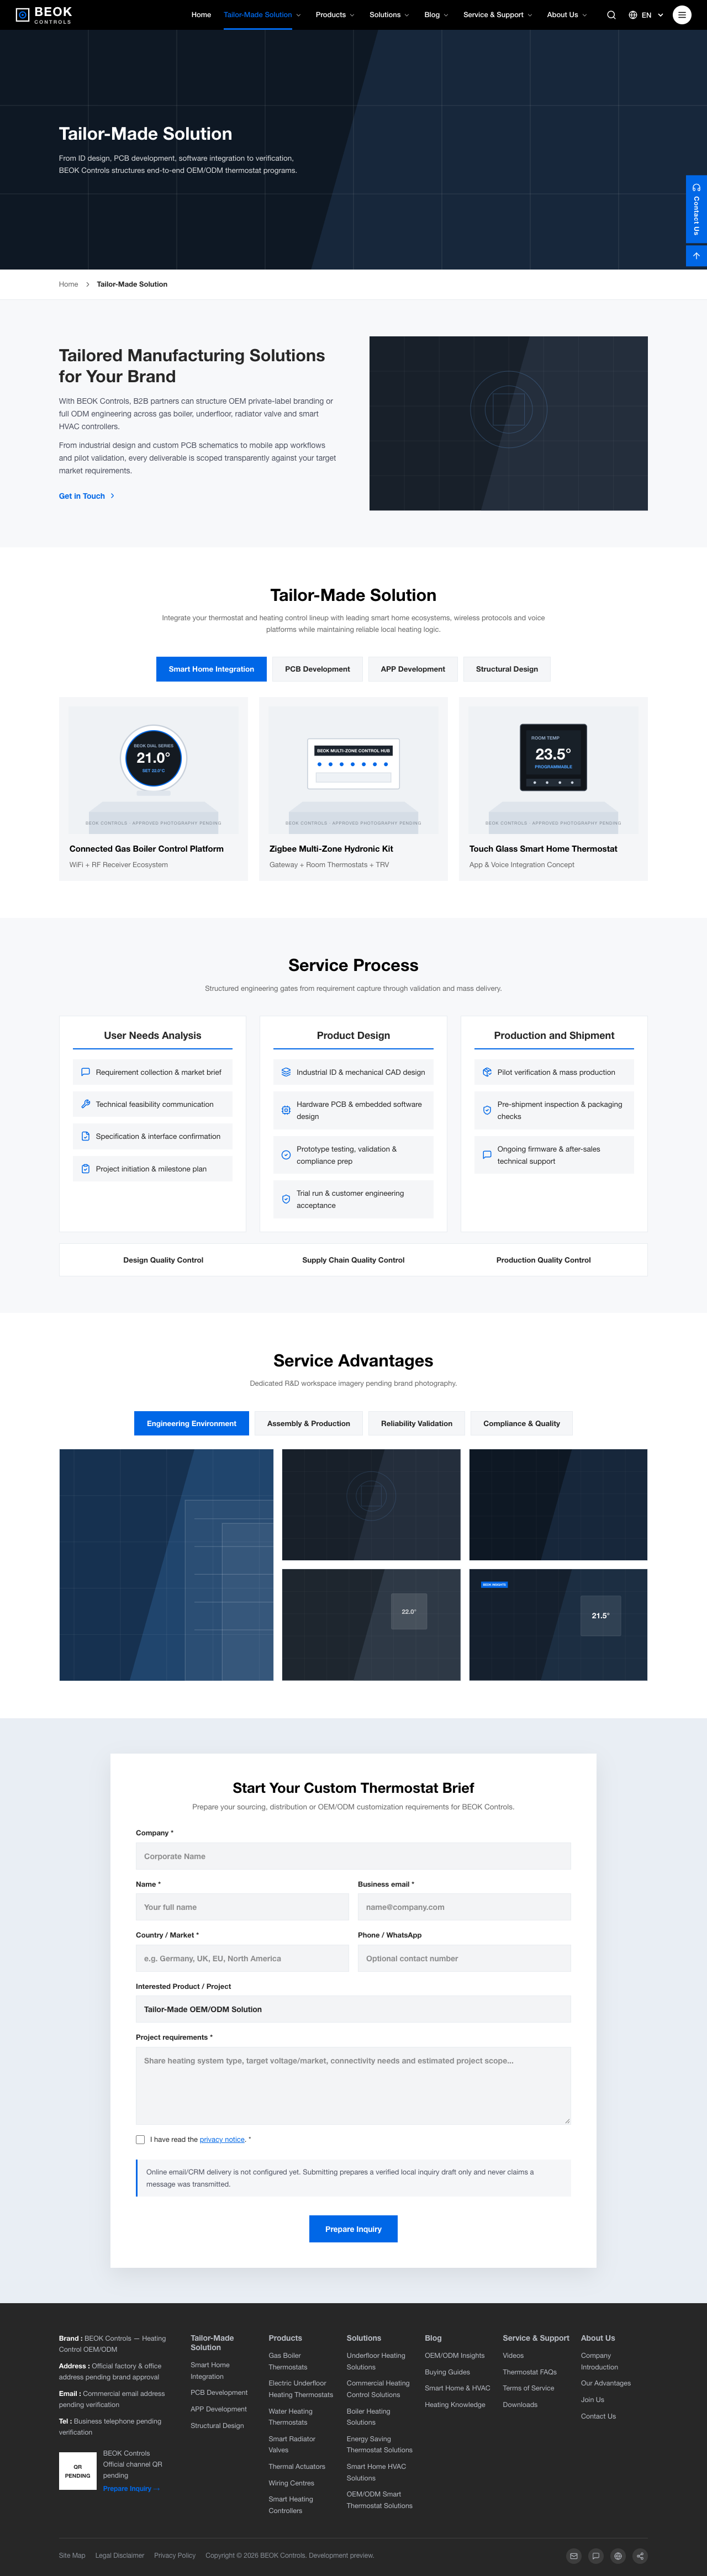 BEOK
CONTROLS
Home
Tailor-Made Solution
Products
Solutions
Blog
Service & Support
About Us
EN
Tailor-Made Solution
From ID design, PCB development, software integration to verification,
BEOK Controls structures end-to-end OEM/ODM thermostat programs.
Contact Us
Home
Tailor-Made Solution
Tailored Manufacturing Solutions
for Your Brand
With BEOK Controls, B2B partners can structure OEM private-label branding or
full ODM engineering across gas boiler, underfloor, radiator valve and smart
HVAC controllers.
From industrial design and custom PCB schematics to mobile app workflows
and pilot validation, every deliverable is scoped transparently against your target
market requirements.
Get in Touch
Tailor-Made Solution
Integrate your thermostat and heating control lineup with leading smart home ecosystems, wireless protocols and voice
platforms while maintaining reliable local heating logic.
Smart Home Integration
PCB Development
APP Development
Structural Design
BEOK DIAL SERIES
21.0°
SET 22.0°C
BEOK CONTROLS · APPROVED PHOTOGRAPHY PENDING
Connected Gas Boiler Control Platform
WiFi + RF Receiver Ecosystem
BEOK MULTI-ZONE CONTROL HUB
BEOK CONTROLS · APPROVED PHOTOGRAPHY PENDING
Zigbee Multi-Zone Hydronic Kit
Gateway + Room Thermostats + TRV
ROOM TEMP
23.5°
PROGRAMMABLE
BEOK CONTROLS · APPROVED PHOTOGRAPHY PENDING
Touch Glass Smart Home Thermostat
App & Voice Integration Concept
Service Process
Structured engineering gates from requirement capture through validation and mass delivery.
User Needs Analysis
Requirement collection & market brief
Technical feasibility communication
Specification & interface confirmation
Project initiation & milestone plan
Product Design
Industrial ID & mechanical CAD design
Hardware PCB & embedded software
design
Prototype testing, validation &
compliance prep
Trial run & customer engineering
acceptance
Production and Shipment
Pilot verification & mass production
Pre-shipment inspection & packaging
checks
Ongoing firmware & after-sales
technical support
Design Quality Control
Supply Chain Quality Control
Production Quality Control
Service Advantages
Dedicated R&D workspace imagery pending brand photography.
Engineering Environment
Assembly & Production
Reliability Validation
Compliance & Quality
22.0°
BEOK INSIGHTS
21.5°
Start Your Custom Thermostat Brief
Prepare your sourcing, distribution or OEM/ODM customization requirements for BEOK Controls.
Company *
Corporate Name
Name *
Business email *
Your full name
name@company.com
Country / Market *
Phone / WhatsApp
e.g. Germany, UK, EU, North America
Optional contact number
Interested Product / Project
Tailor-Made OEM/ODM Solution
Project requirements *
Share heating system type, target voltage/market, connectivity needs and estimated project scope...
I have read the privacy notice. *
Online email/CRM delivery is not configured yet. Submitting prepares a verified local inquiry draft only and never claims a
message was transmitted.
Prepare Inquiry
Brand : BEOK Controls — Heating
Control OEM/ODM
Address : Official factory & office
address pending brand approval
Email : Commercial email address
pending verification
Tel : Business telephone pending
verification
QR
PENDING
BEOK Controls
Official channel QR
pending
Prepare Inquiry →
Tailor-Made
Solution
Smart Home
Integration
PCB Development
APP Development
Structural Design
Products
Gas Boiler
Thermostats
Electric Underfloor
Heating Thermostats
Water Heating
Thermostats
Smart Radiator
Valves
Thermal Actuators
Wiring Centres
Smart Heating
Controllers
Solutions
Underfloor Heating
Solutions
Commercial Heating
Control Solutions
Boiler Heating
Solutions
Energy Saving
Thermostat Solutions
Smart Home HVAC
Solutions
OEM/ODM Smart
Thermostat Solutions
Blog
OEM/ODM Insights
Buying Guides
Smart Home & HVAC
Heating Knowledge
Service & Support
Videos
Thermostat FAQs
Terms of Service
Downloads
About Us
Company
Introduction
Our Advantages
Join Us
Contact Us
Site Map
Legal Disclaimer
Privacy Policy
Copyright © 2026 BEOK Controls. Development preview.